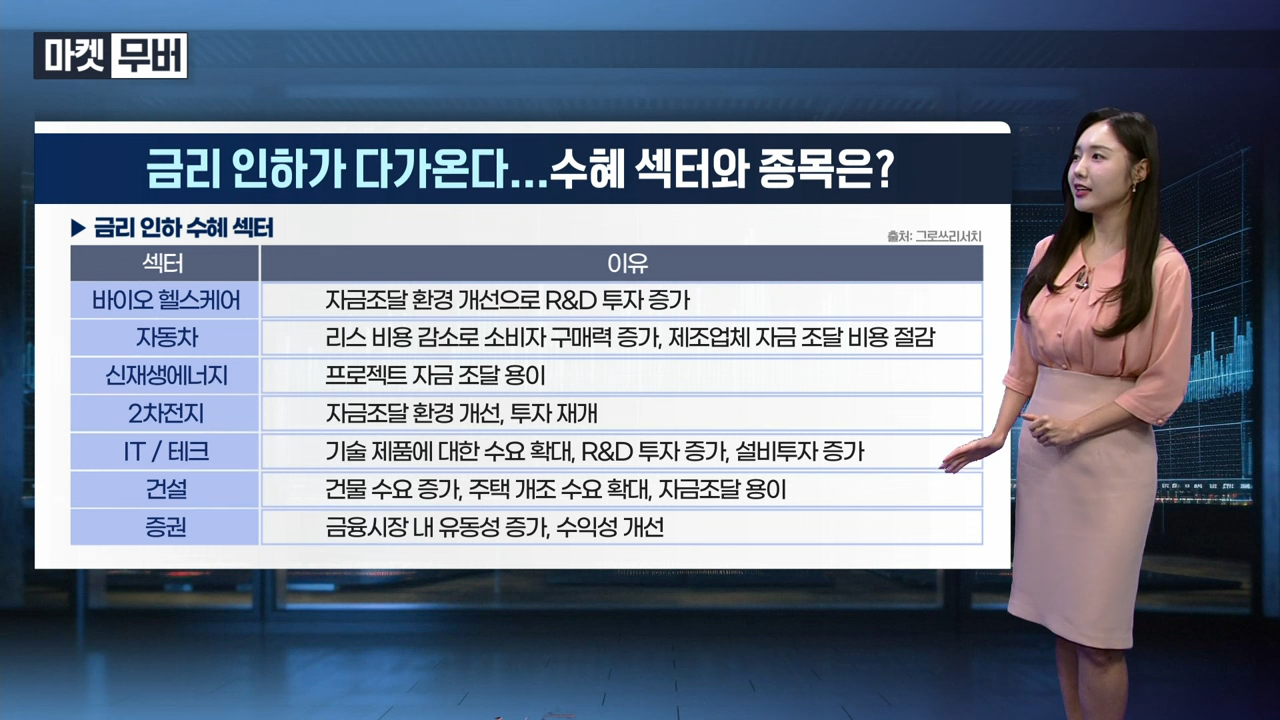 마켓 무버
금리 인하가 다가온다...수혜 섹터와 종목은?
▶ 금리 인하 수혜 섹터
출처: 그로쓰리서치
섹터 이유
바이오 헬스케어 자금조달 환경 개선으로 R&D 투자 증가
자동차 리스 비용 감소로 소비자 구매력 증가, 제조업체 자금 조달 비용 절감
신재생에너지 프로젝트 자금 조달 용이
2차전지 자금조달 환경 개선, 투자 재개
IT / 테크 기술 제품에 대한 수요 확대, R&D 투자 증가, 설비투자 증가
건설 건물 수요 증가, 주택 개조 수요 확대, 자금조달 용이
증권 금융시장 내 유동성 증가, 수익성 개선